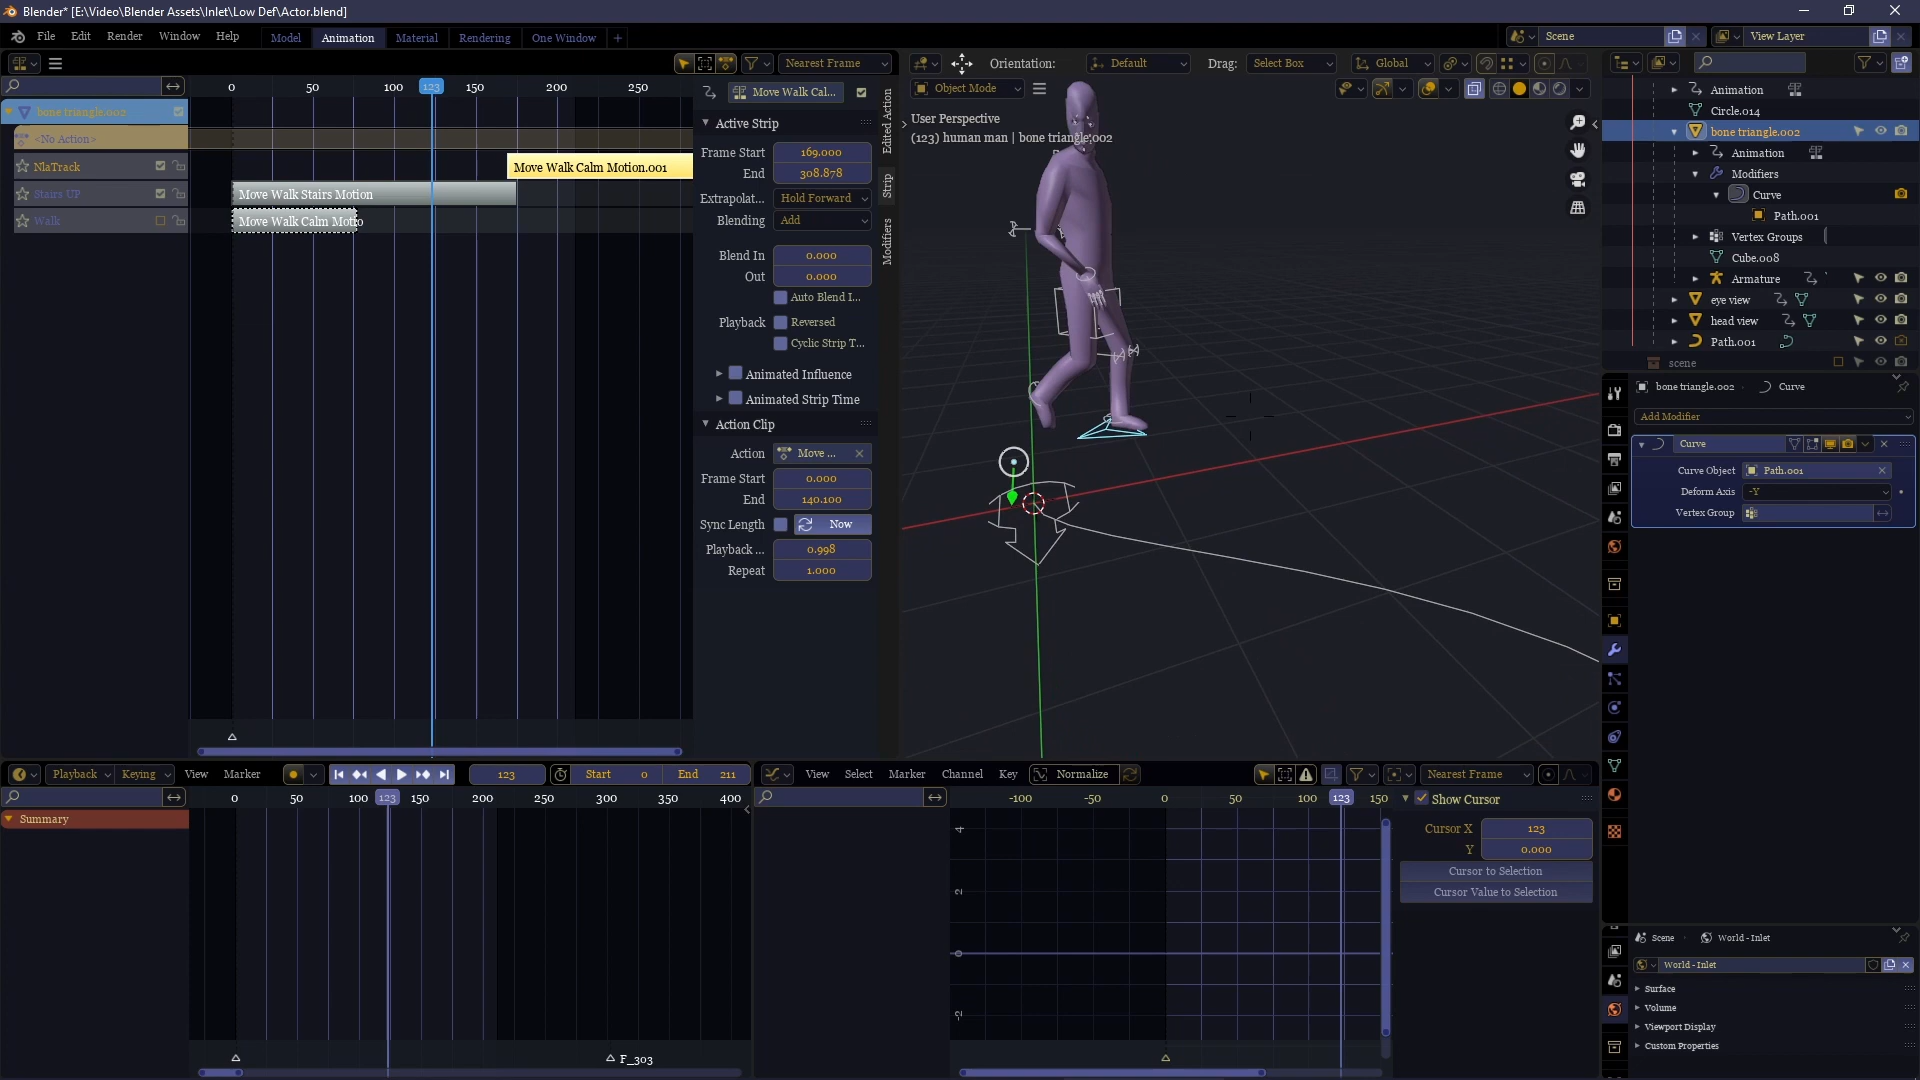 Blender* [E:\Video\Blender Assets\Inlet\Low Def\Actor.blend]
File Edit Render Window Help Model Animation Material Rendering One Window + Scene View Layer
Nearest Frame Orientation: Default Drag: Select Box Global
0 50 100 123 150 200 250
Move Walk Cal...
Object Mode
bone triangle.002
<No Action>
NlaTrack
Stairs UP
Walk
Move Walk Calm Motion.001
Move Walk Stairs Motion
Move Walk Calm Motio
Active Strip
Frame Start 169.000
End 308.878
Extrapolat... Hold Forward
Blending Add
Blend In 0.000
Out 0.000
Auto Blend I...
Playback Reversed
Cyclic Strip T...
Animated Influence
Animated Strip Time
Action Clip
Action Move ...
Frame Start 0.000
End 140.100
Sync Length Now
Playback ... 0.998
Repeat 1.000
Edited Action
Strip
Modifiers
User Perspective
(123) human man | bone triangle.002
Animation
Circle.014
bone triangle.002
Animation
Modifiers
Curve
Path.001
Vertex Groups
Cube.008
Armature
eye view
head view
Path.001
scene
bone triangle.002 Curve
Add Modifier
Curve
Curve Object Path.001
Deform Axis -Y
Vertex Group
Playback Keying View Marker 123 Start 0 End 211
0 50 100 123 150 200 250 300 350 400
Summary
F_303
View Select Marker Channel Key Normalize Nearest Frame
-100 -50 0 50 100 123 150
4
2
0
-2
Show Cursor
Cursor X 123
Y 0.000
Cursor to Selection
Cursor Value to Selection
Scene World-Inlet
World-Inlet
Surface
Volume
Viewport Display
Custom Properties